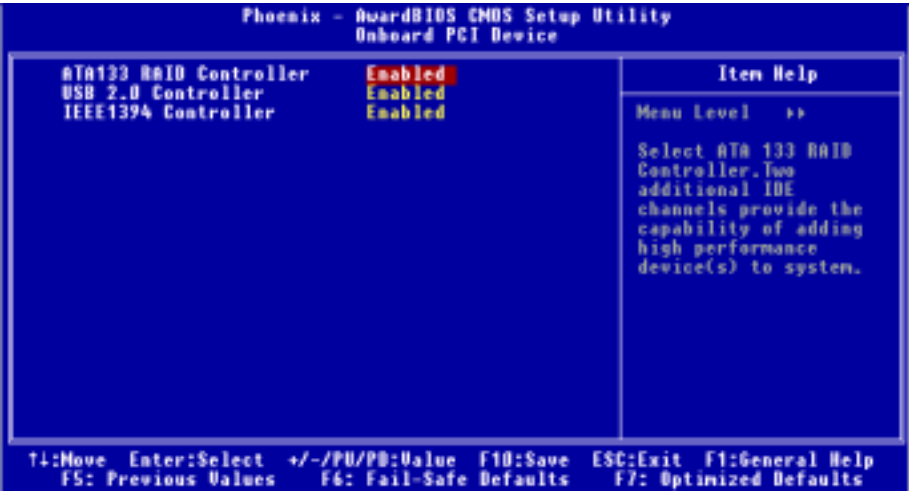 Phoenix - AwardBIOS CMOS Setup Utility
Onboard PCI Device
ATA133 RAID Controller Enabled
USB 2.0 Controller Enabled
IEEE1394 Controller Enabled
Item Help
Menu Level ▸▸
Select ATA 133 RAID
Controller.Two
additional IDE
channels provide the
capability of adding
high performance
device(s) to system.
↑↓:Move Enter:Select +/-/PU/PD:Value F10:Save ESC:Exit F1:General Help
F5: Previous Values F6: Fail-Safe Defaults F7: Optimized Defaults